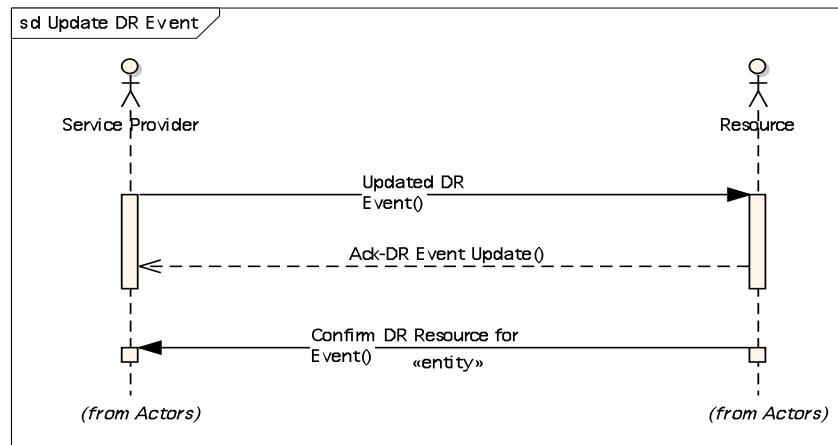 sd Update DR Event
Service Provider
Resource
Updated DR
Event()
Ack-DR Event Update()
Confirm DR Resource for
Event()
«entity»
(from Actors)
(from Actors)